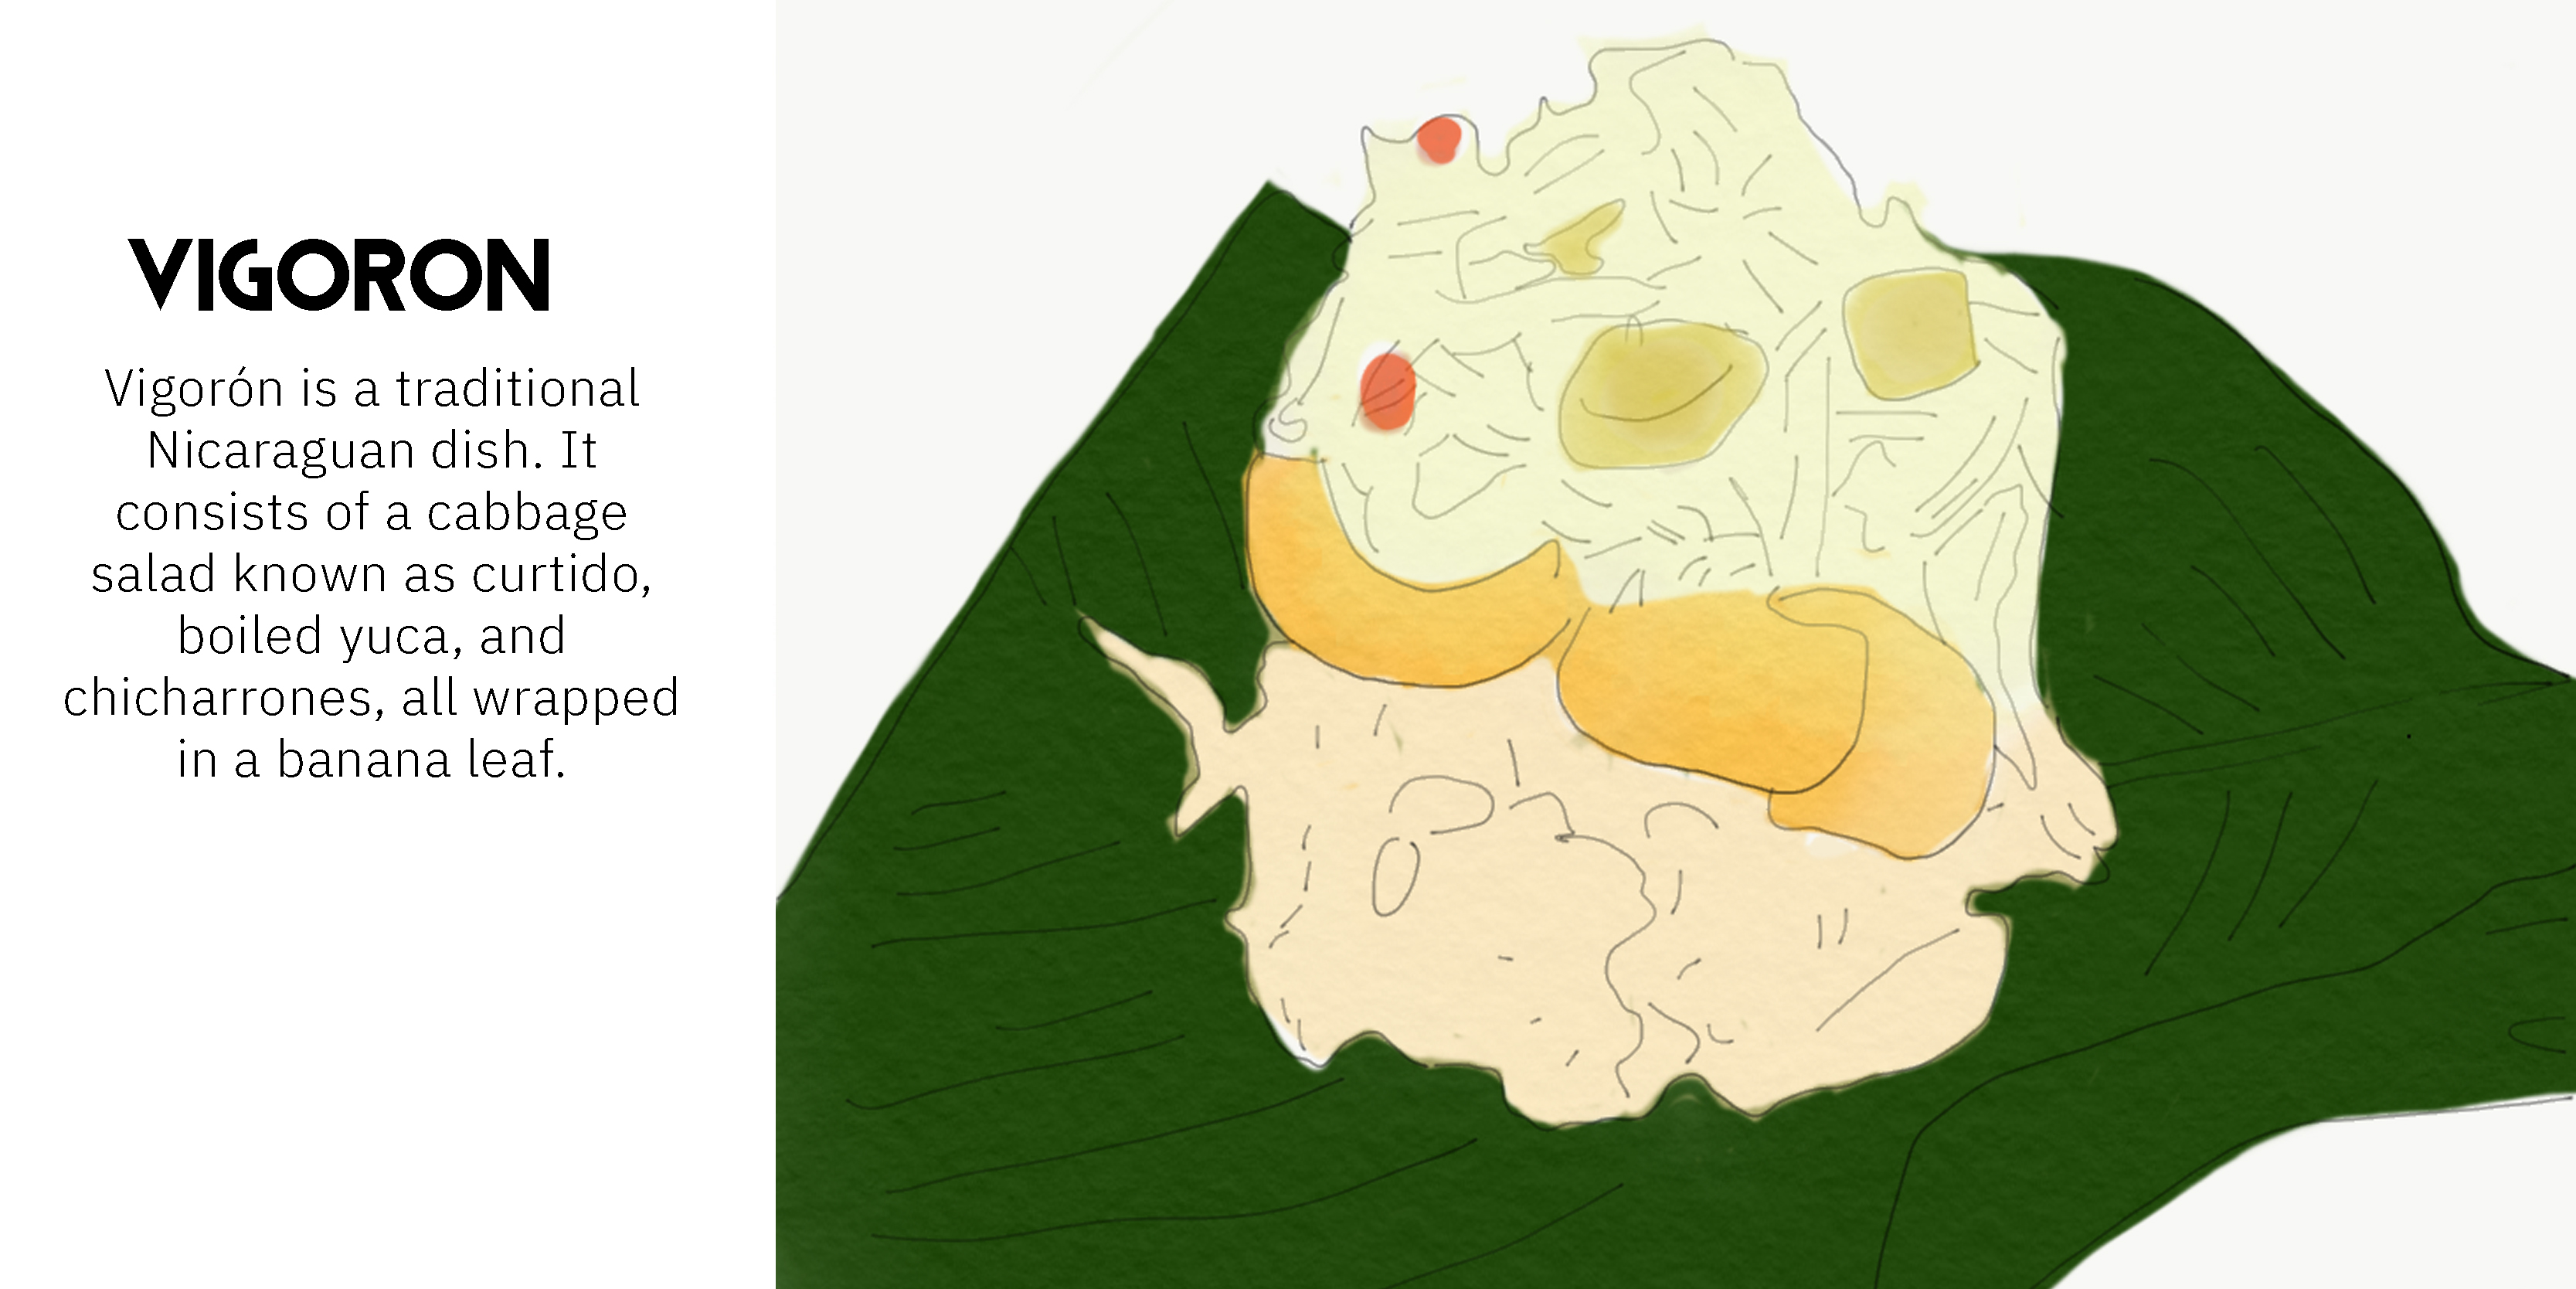 VIGORON
Vigorón is a traditional
Nicaraguan dish. It
consists of a cabbage
salad known as curtido,
boiled yuca, and
chicharrones, all wrapped
in a banana leaf.